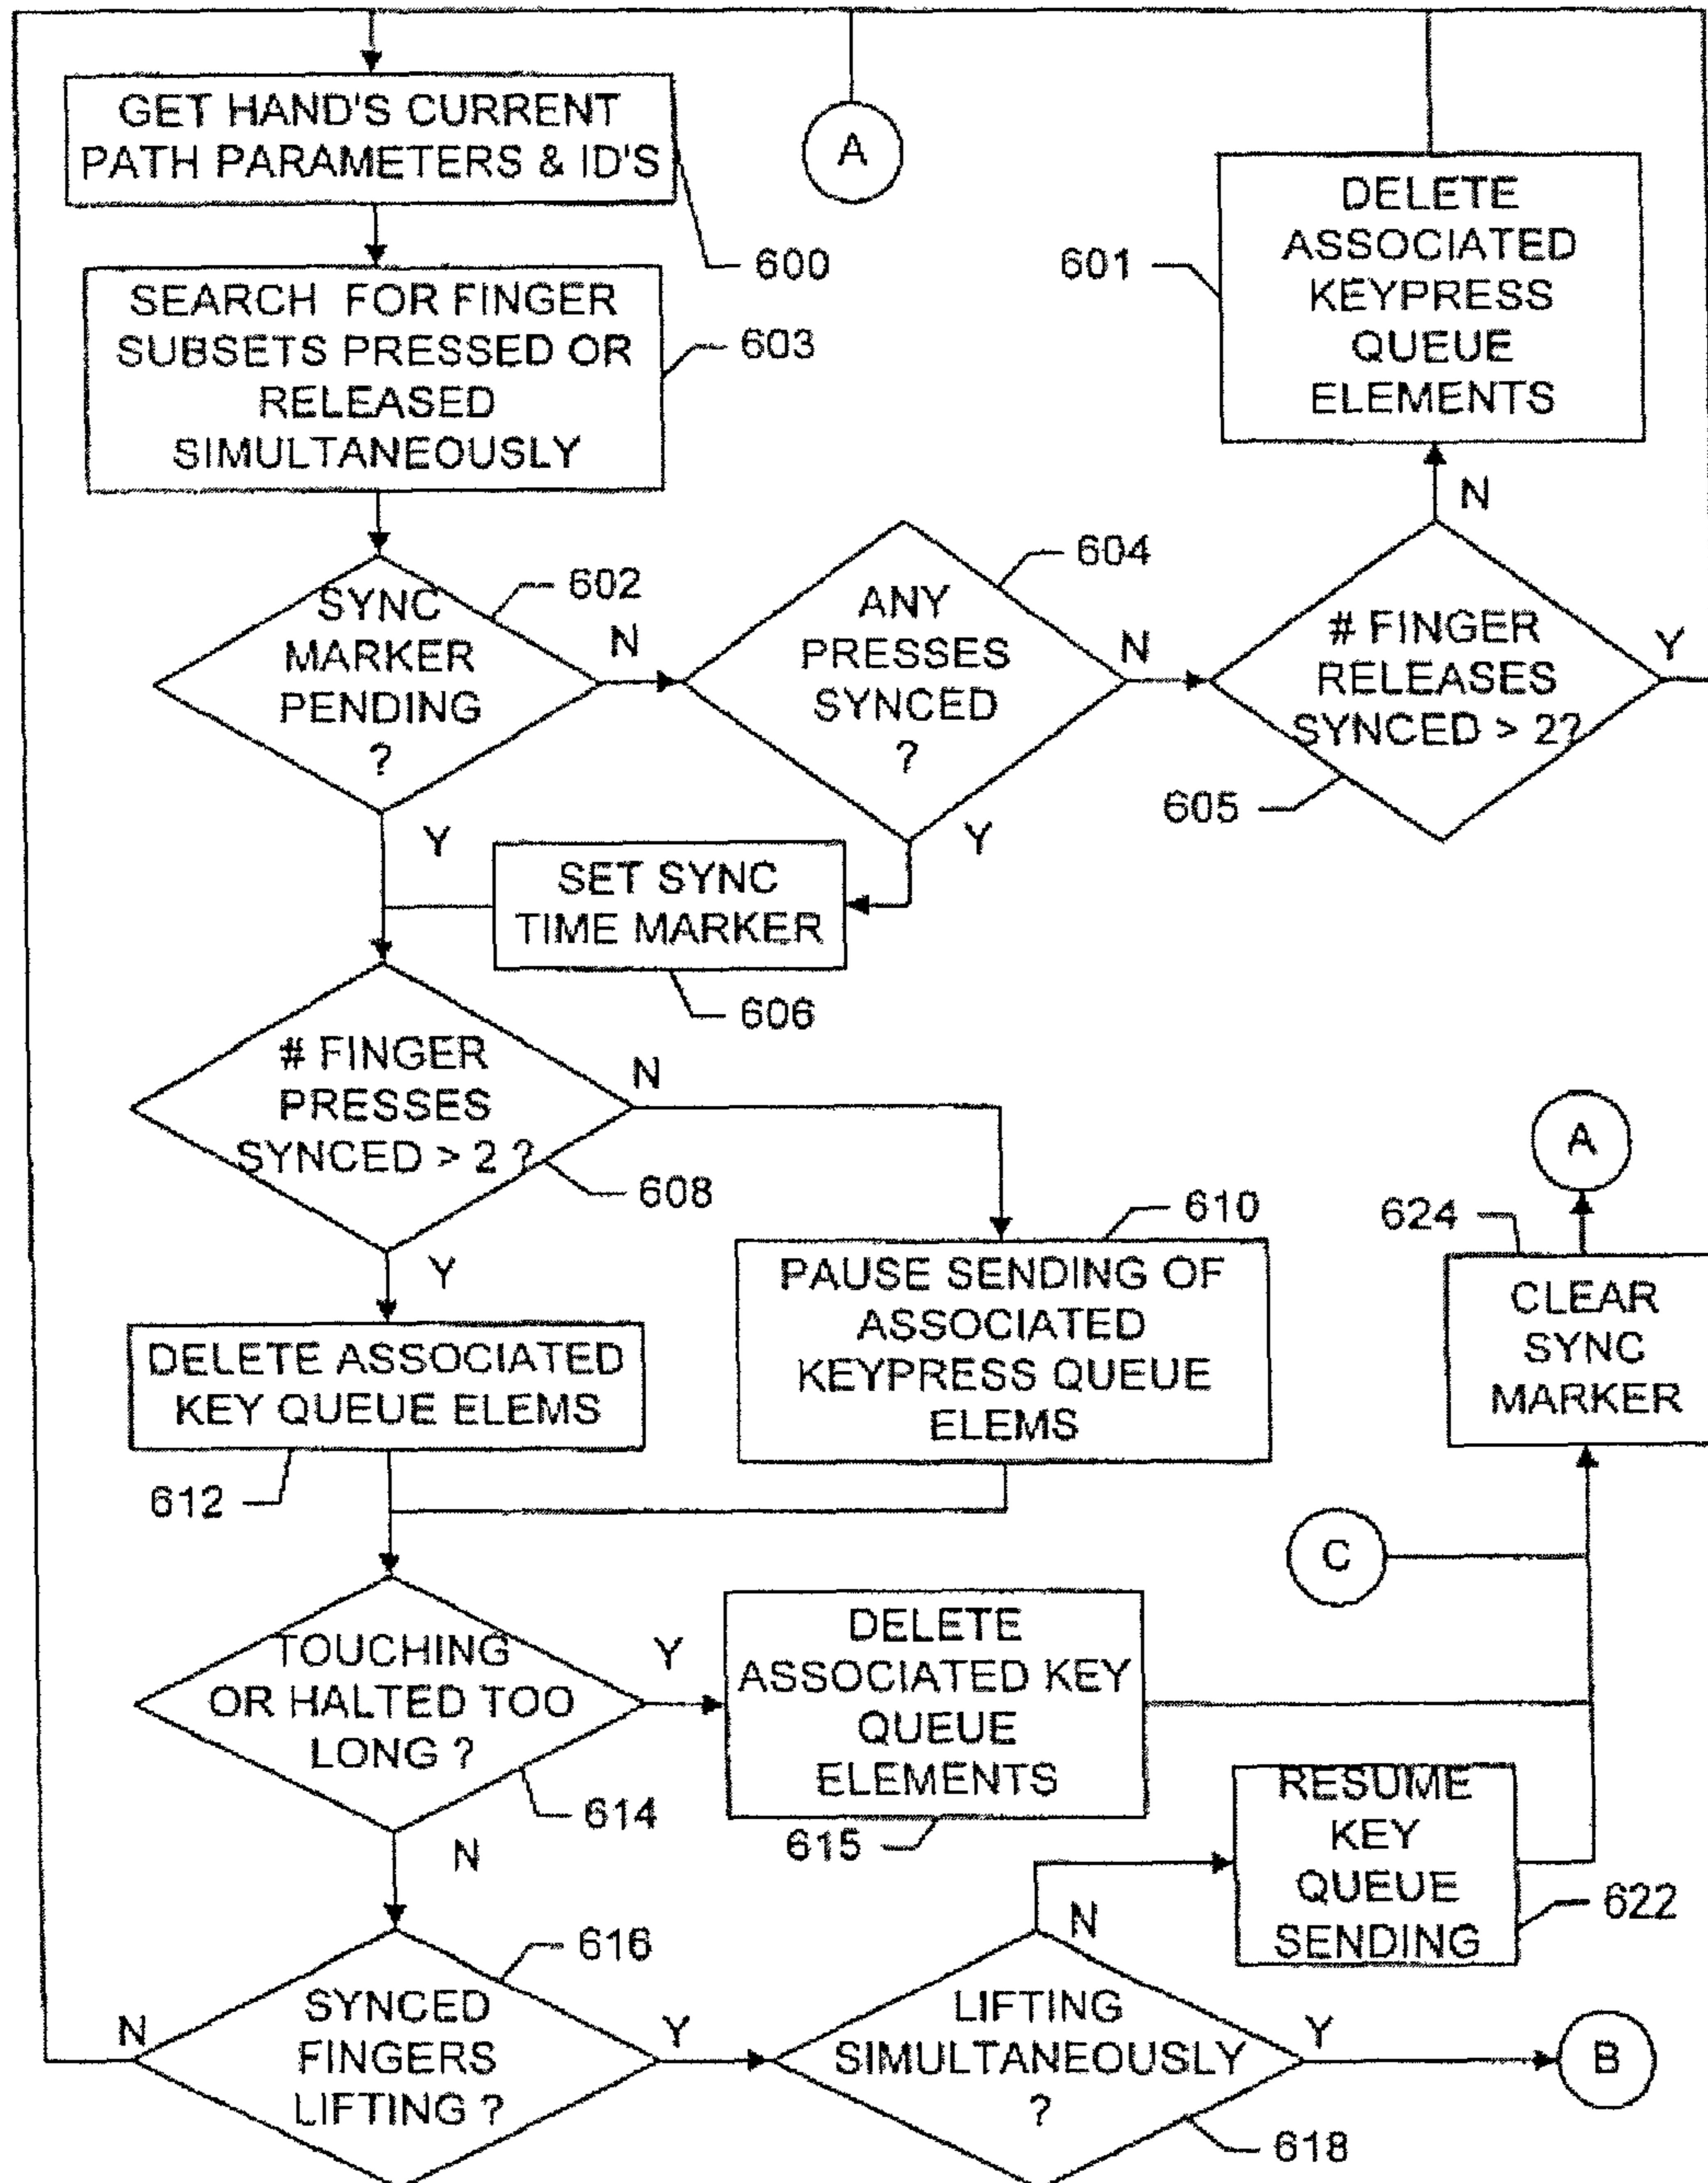 GET HAND'S CURRENT
PATH PARAMETERS & ID'S
600
A
DELETE
ASSOCIATED
KEYPRESS
QUEUE
ELEMENTS
601
SEARCH FOR FINGER
SUBSETS PRESSED OR
RELEASED
SIMULTANEOUSLY
603
SYNC
MARKER
PENDING
?
602
N
Y
ANY
PRESSES
SYNCED
?
604
N
Y
# FINGER
RELEASES
SYNCED > 2?
605
N
Y
SET SYNC
TIME MARKER
606
# FINGER
PRESSES
SYNCED > 2 ?
608
N
Y
PAUSE SENDING OF
ASSOCIATED
KEYPRESS QUEUE
ELEMS
610
DELETE ASSOCIATED
KEY QUEUE ELEMS
612
A
624
CLEAR
SYNC
MARKER
C
TOUCHING
OR HALTED TOO
LONG ?
614
Y
N
DELETE
ASSOCIATED KEY
QUEUE
ELEMENTS
615
RESUME
KEY
QUEUE
SENDING
622
SYNCED
FINGERS
LIFTING ?
616
N
Y
LIFTING
SIMULTANEOUSLY
?
618
N
Y
B